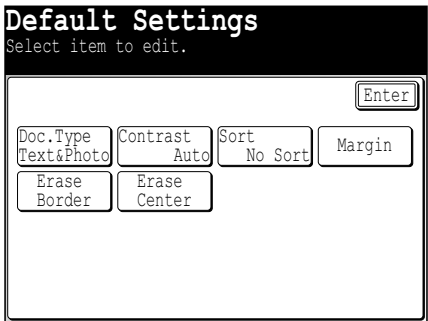 Default Settings
Select item to edit.
Enter
Doc.Type Contrast Sort Margin
Text&Photo Auto No Sort
Erase Erase
Border Center